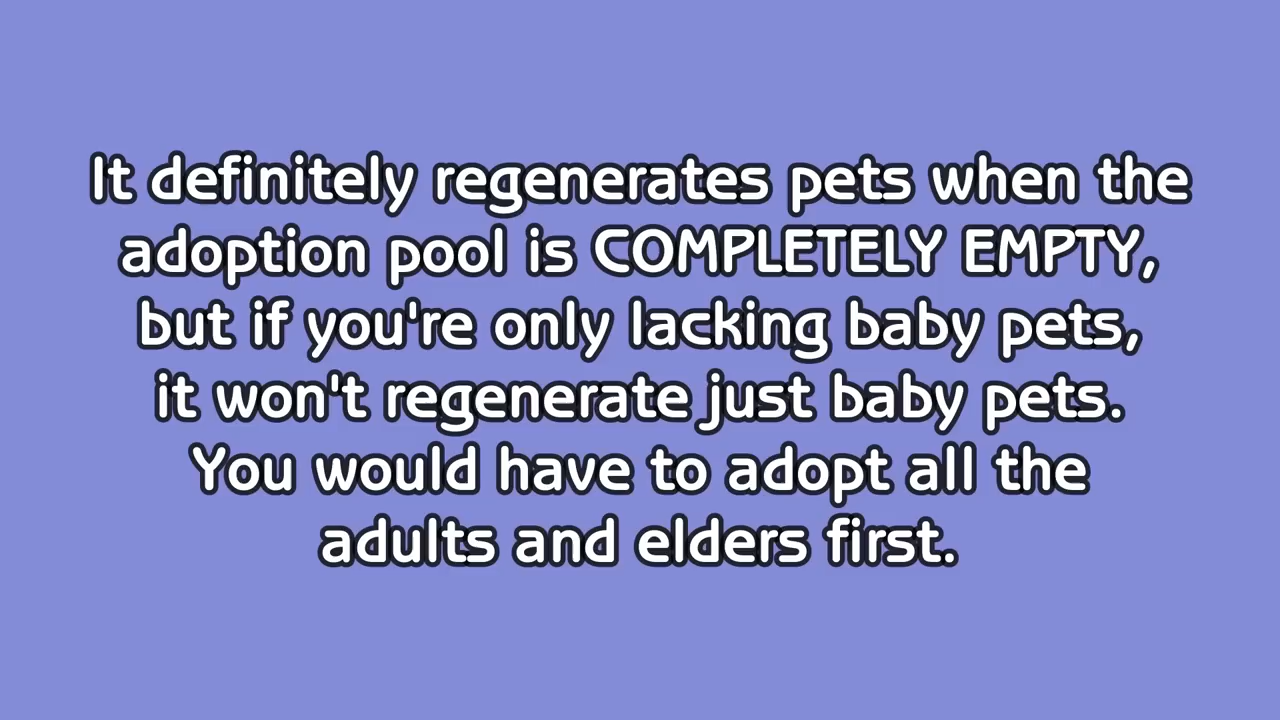 It definitely regenerates pets when the
adoption pool is COMPLETELY EMPTY,
but if you're only lacking baby pets,
it won't regenerate just baby pets.
You would have to adopt all the
adults and elders first.